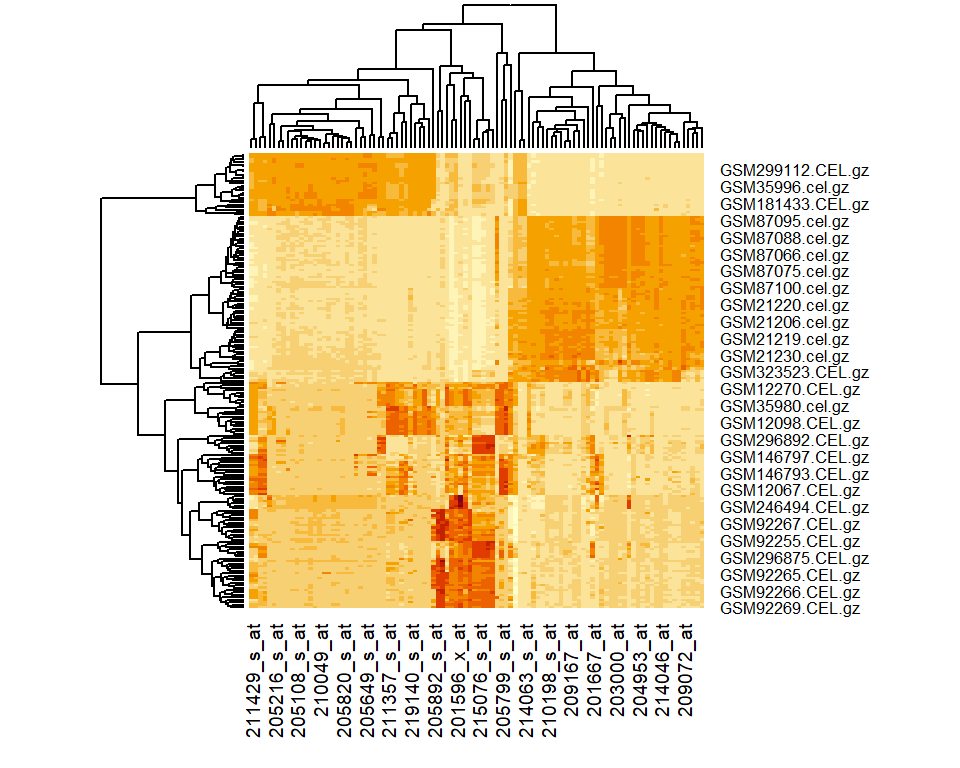 GSM299112.CEL.gz
GSM35996.cel.gz
GSM181433.CEL.gz
GSM87095.cel.gz
GSM87088.cel.gz
GSM87066.cel.gz
GSM87075.cel.gz
GSM87100.cel.gz
GSM21220.cel.gz
GSM21206.cel.gz
GSM21219.cel.gz
GSM21230.cel.gz
GSM323523.CEL.gz
GSM12270.CEL.gz
GSM35980.cel.gz
GSM12098.CEL.gz
GSM296892.CEL.gz
GSM146797.CEL.gz
GSM146793.CEL.gz
GSM12067.CEL.gz
GSM246494.CEL.gz
GSM92267.CEL.gz
GSM92255.CEL.gz
GSM296875.CEL.gz
GSM92265.CEL.gz
GSM92266.CEL.gz
GSM92269.CEL.gz
211429_s_at
205216_s_at
205108_s_at
210049_at
205820_s_at
205649_s_at
211357_s_at
219140_s_at
205892_s_at
201596_x_at
215076_s_at
205799_s_at
214063_s_at
210198_s_at
209167_at
201667_at
203000_at
204953_at
214046_at
209072_at